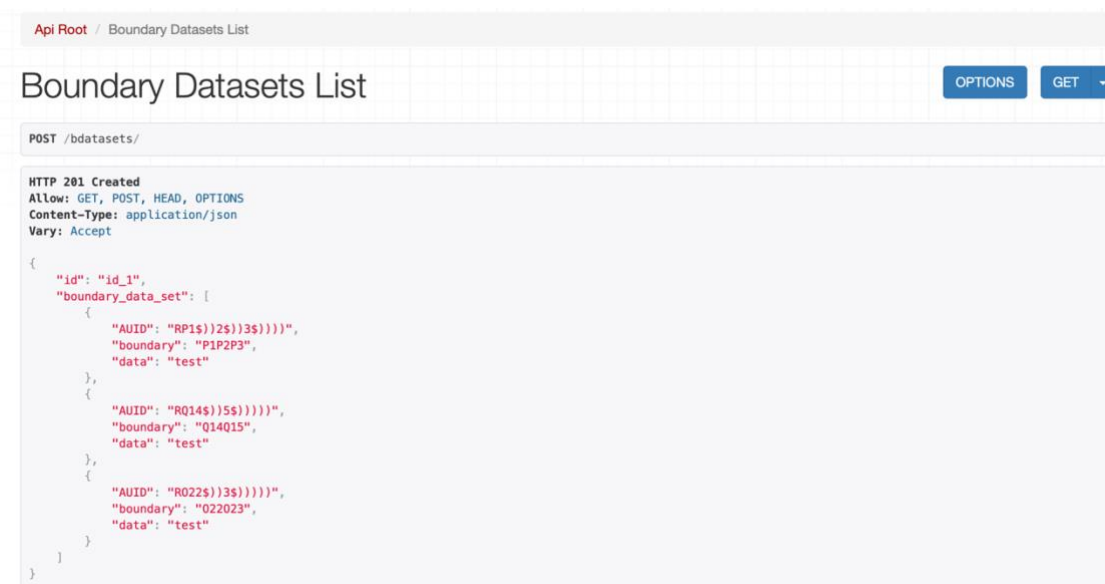 Api Root / Boundary Datasets List
Boundary Datasets List
OPTIONS
GET
POST /bdatasets/
HTTP 201 Created
Allow: GET, POST, HEAD, OPTIONS
Content-Type: application/json
Vary: Accept
{
    "id": "id_1",
    "boundary_data_set": [
        {
            "AUID": "RP1$))2$))3$))))",
            "boundary": "P1P2P3",
            "data": "test"
        },
        {
            "AUID": "RQ14$))5$)))))",
            "boundary": "Q14Q15",
            "data": "test"
        },
        {
            "AUID": "RO22$))3$)))))",
            "boundary": "O22O23",
            "data": "test"
        }
    ]
}